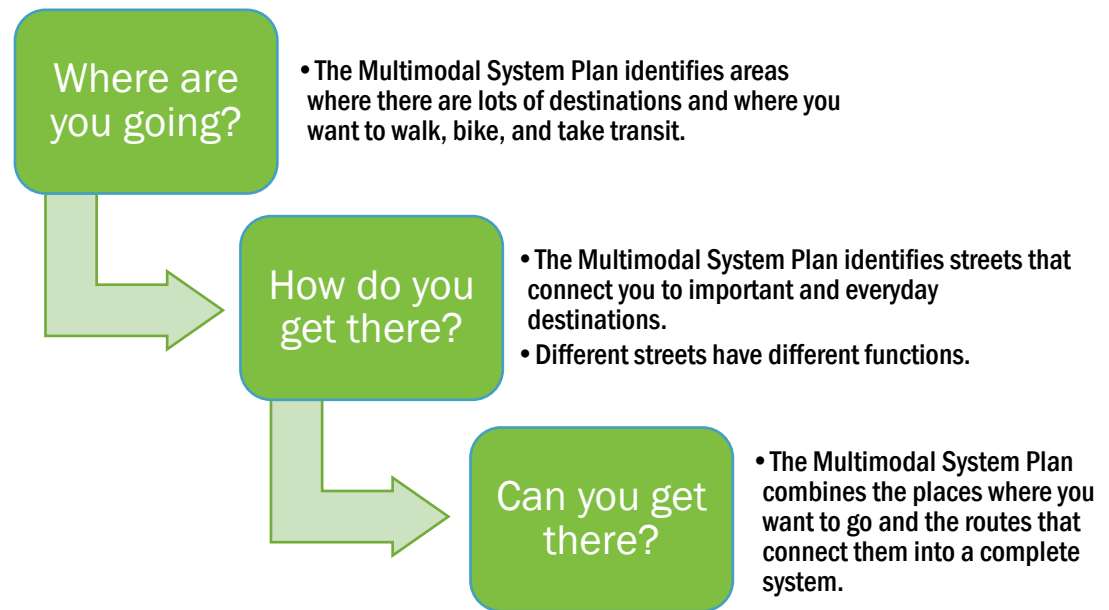 Where are
you going?
•The Multimodal System Plan identifies areas
where there are lots of destinations and where you
want to walk, bike, and take transit.
How do you
get there?
•The Multimodal System Plan identifies streets that
connect you to important and everyday
destinations.
•Different streets have different functions.
Can you get
there?
•The Multimodal System Plan
combines the places where you
want to go and the routes that
connect them into a complete
system.